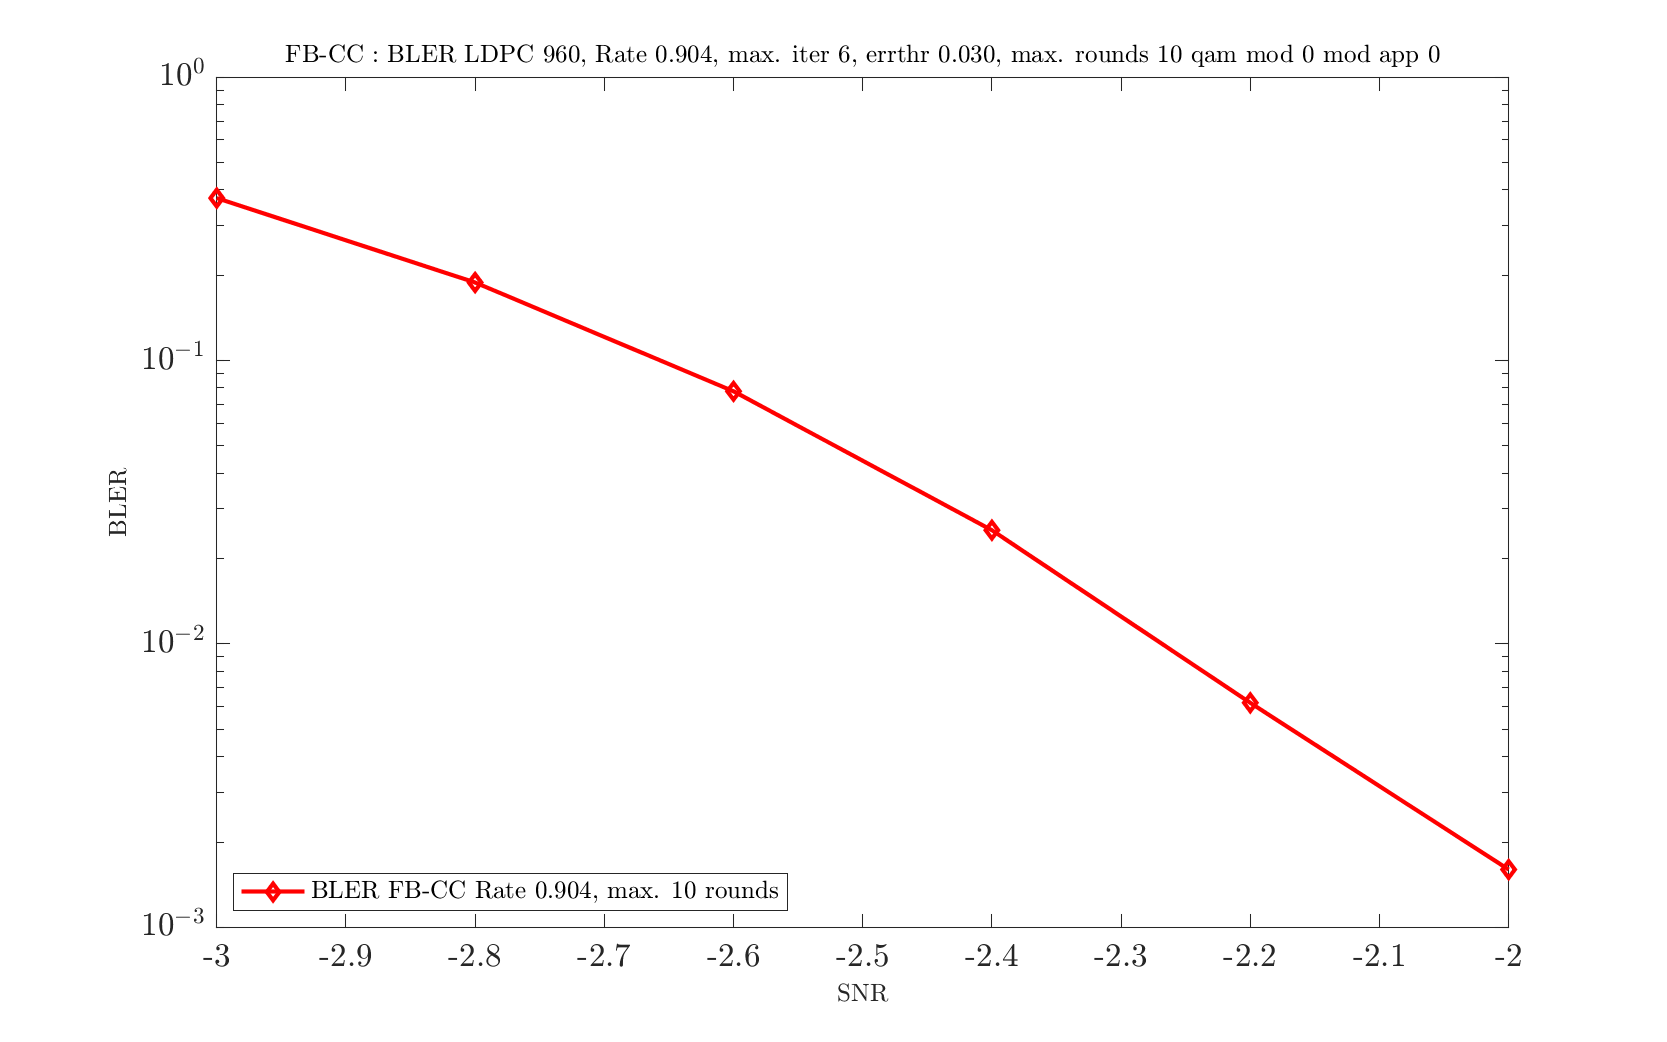 FB-CC : BLER LDPC 960, Rate 0.904, max. iter 6, errthr 0.030, max. rounds 10 qam mod 0 mod app 0
10^0
10^-1
10^-2
10^-3
BLER
BLER FB-CC Rate 0.904, max. 10 rounds
-3 -2.9 -2.8 -2.7 -2.6 -2.5 -2.4 -2.3 -2.2 -2.1 -2
SNR